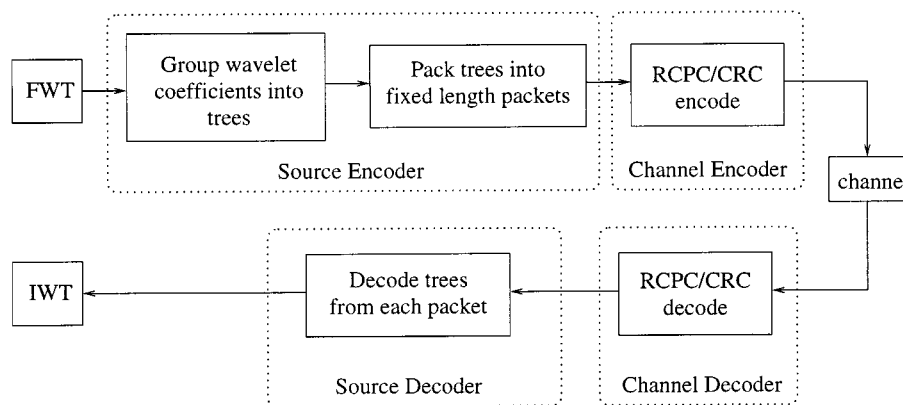 FWT
Group wavelet
coefficients into
trees
Pack trees into
fixed length packets
RCPC/CRC
encode
Source Encoder
Channel Encoder
channel
IWT
Decode trees
from each packet
RCPC/CRC
decode
Source Decoder
Channel Decoder